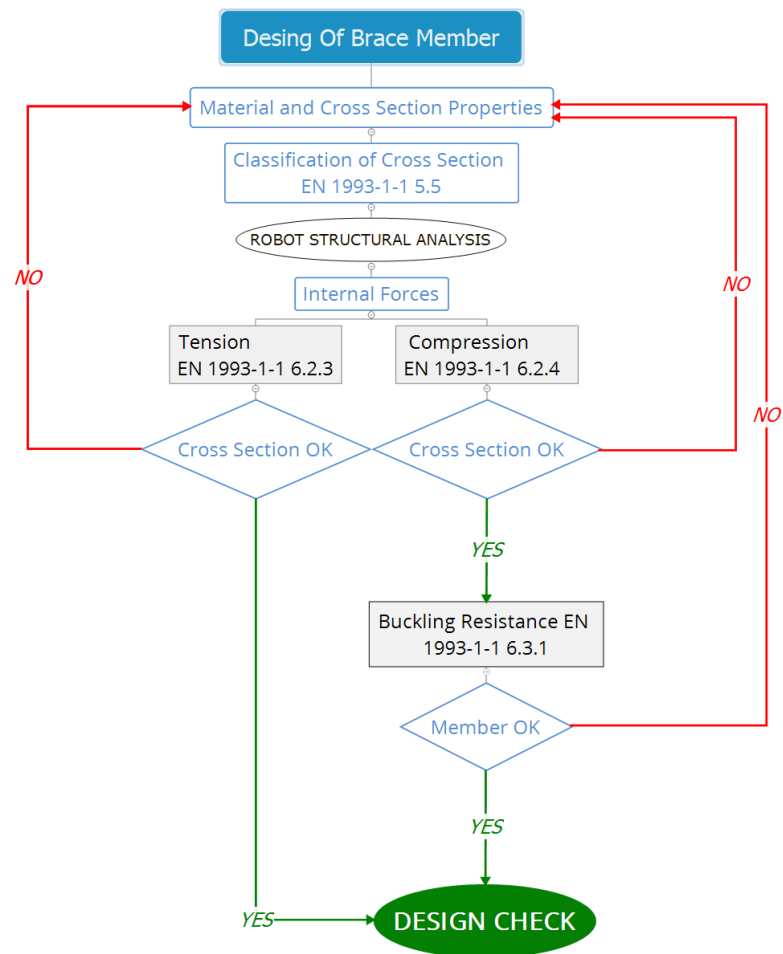 Desing Of Brace Member
Material and Cross Section Properties
Classification of Cross Section
EN 1993-1-1 5.5
ROBOT STRUCTURAL ANALYSIS
NO
NO
Internal Forces
Tension
EN 1993-1-1 6.2.3
Compression
EN 1993-1-1 6.2.4
NO
Cross Section OK
Cross Section OK
YES
Buckling Resistance EN
1993-1-1 6.3.1
Member OK
YES
YES
DESIGN CHECK